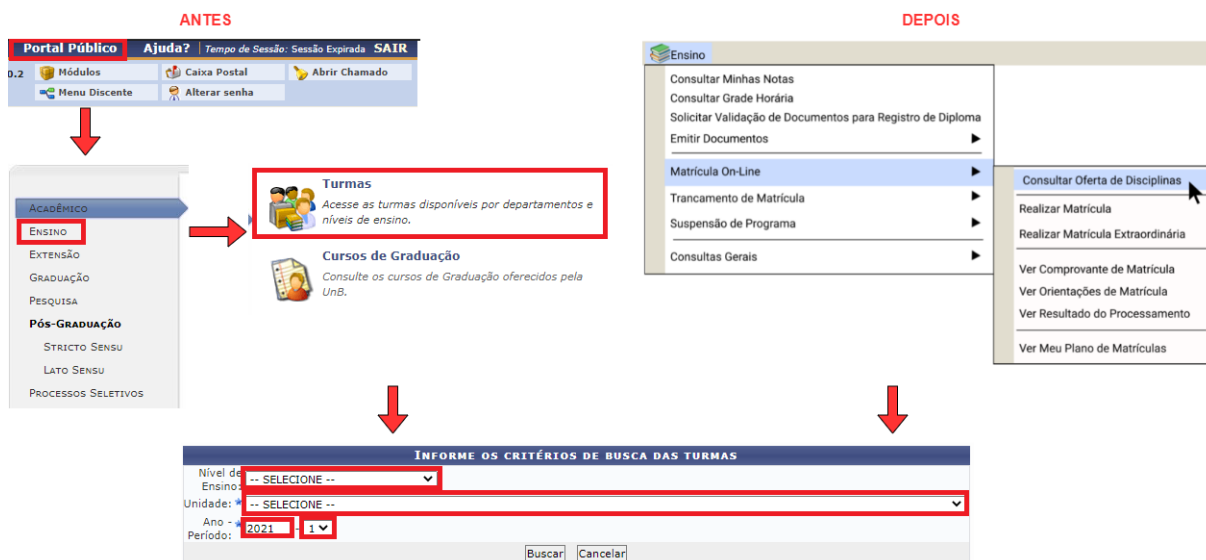 ANTES
Portal Público Ajuda? | Tempo de Sessão: Sessão Expirada SAIR
0.2 Módulos Caixa Postal Abrir Chamado
Menu Discente Alterar senha
ACADÊMICO
ENSINO
EXTENSÃO
GRADUAÇÃO
PESQUISA
PÓS-GRADUAÇÃO
STRICTO SENSU
LATO SENSU
PROCESSOS SELETIVOS
Turmas
Acesse as turmas disponíveis por departamentos e
níveis de ensino.
Cursos de Graduação
Consulte os cursos de Graduação oferecidos pela
UnB.
DEPOIS
Ensino
Consultar Minhas Notas
Consultar Grade Horária
Solicitar Validação de Documentos para Registro de Diploma
Emitir Documentos
Matrícula On-Line
Trancamento de Matrícula
Suspensão de Programa
Consultas Gerais
Consultar Oferta de Disciplinas
Realizar Matrícula
Realizar Matrícula Extraordinária
Ver Comprovante de Matrícula
Ver Orientações de Matrícula
Ver Resultado do Processamento
Ver Meu Plano de Matrículas
INFORME OS CRITÉRIOS DE BUSCA DAS TURMAS
Nível de
Ensino: -- SELECIONE --
Unidade: -- SELECIONE --
Ano -
Período: 2021 - 1
Buscar Cancelar